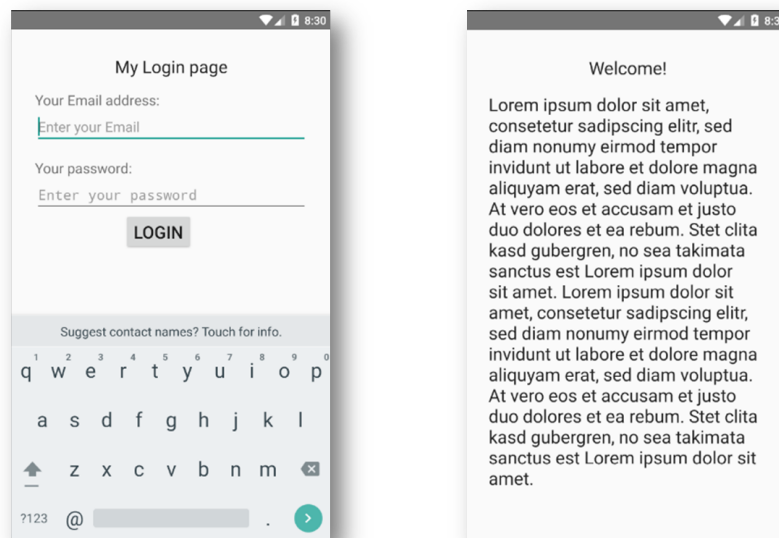 8:30
My Login page
Your Email address:
Enter your Email
Your password:
Enter your password
LOGIN
Suggest contact names? Touch for info.
1 2 3 4 5 6 7 8 9 0
q w e r t y u i o p
a s d f g h j k l
z x c v b n m
?123 @ .
8:3
Welcome!
Lorem ipsum dolor sit amet,
consetetur sadipscing elitr, sed
diam nonumy eirmod tempor
invidunt ut labore et dolore magna
aliquyam erat, sed diam voluptua.
At vero eos et accusam et justo
duo dolores et ea rebum. Stet clita
kasd gubergren, no sea takimata
sanctus est Lorem ipsum dolor
sit amet. Lorem ipsum dolor sit
amet, consetetur sadipscing elitr,
sed diam nonumy eirmod tempor
invidunt ut labore et dolore magna
aliquyam erat, sed diam voluptua.
At vero eos et accusam et justo
duo dolores et ea rebum. Stet clita
kasd gubergren, no sea takimata
sanctus est Lorem ipsum dolor sit
amet.